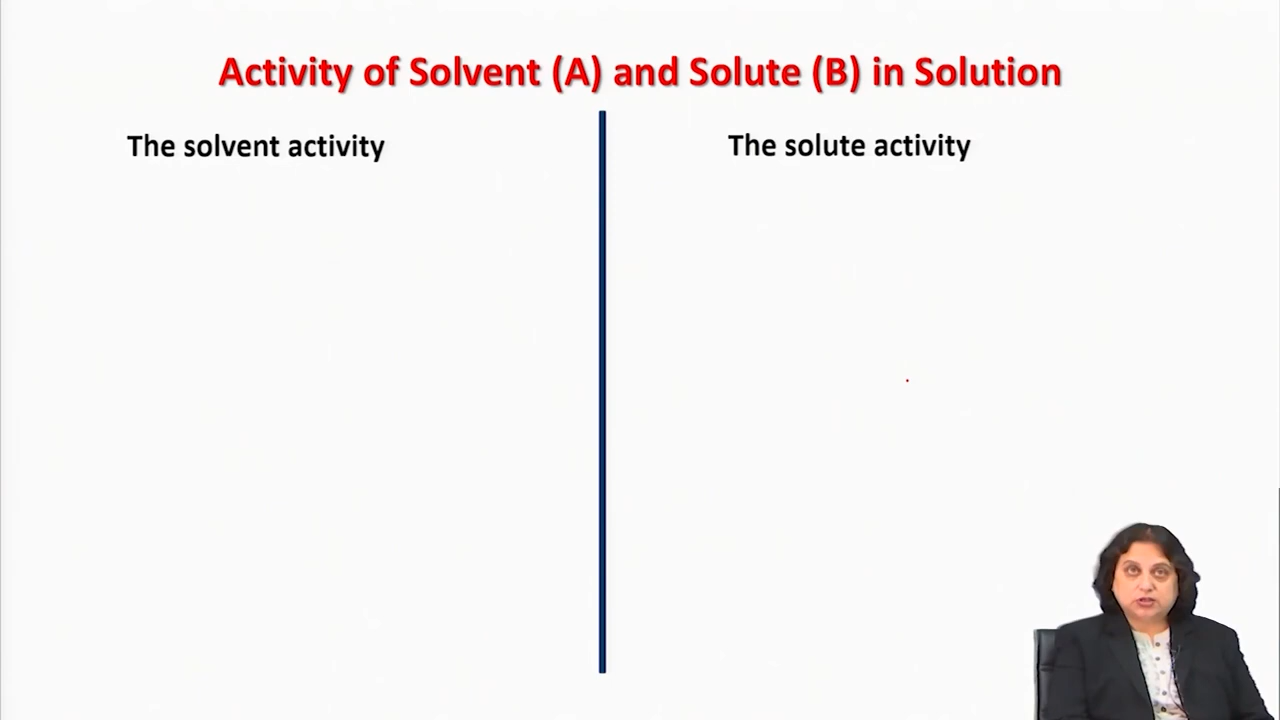 Activity of Solvent (A) and Solute (B) in Solution
The solvent activity
The solute activity